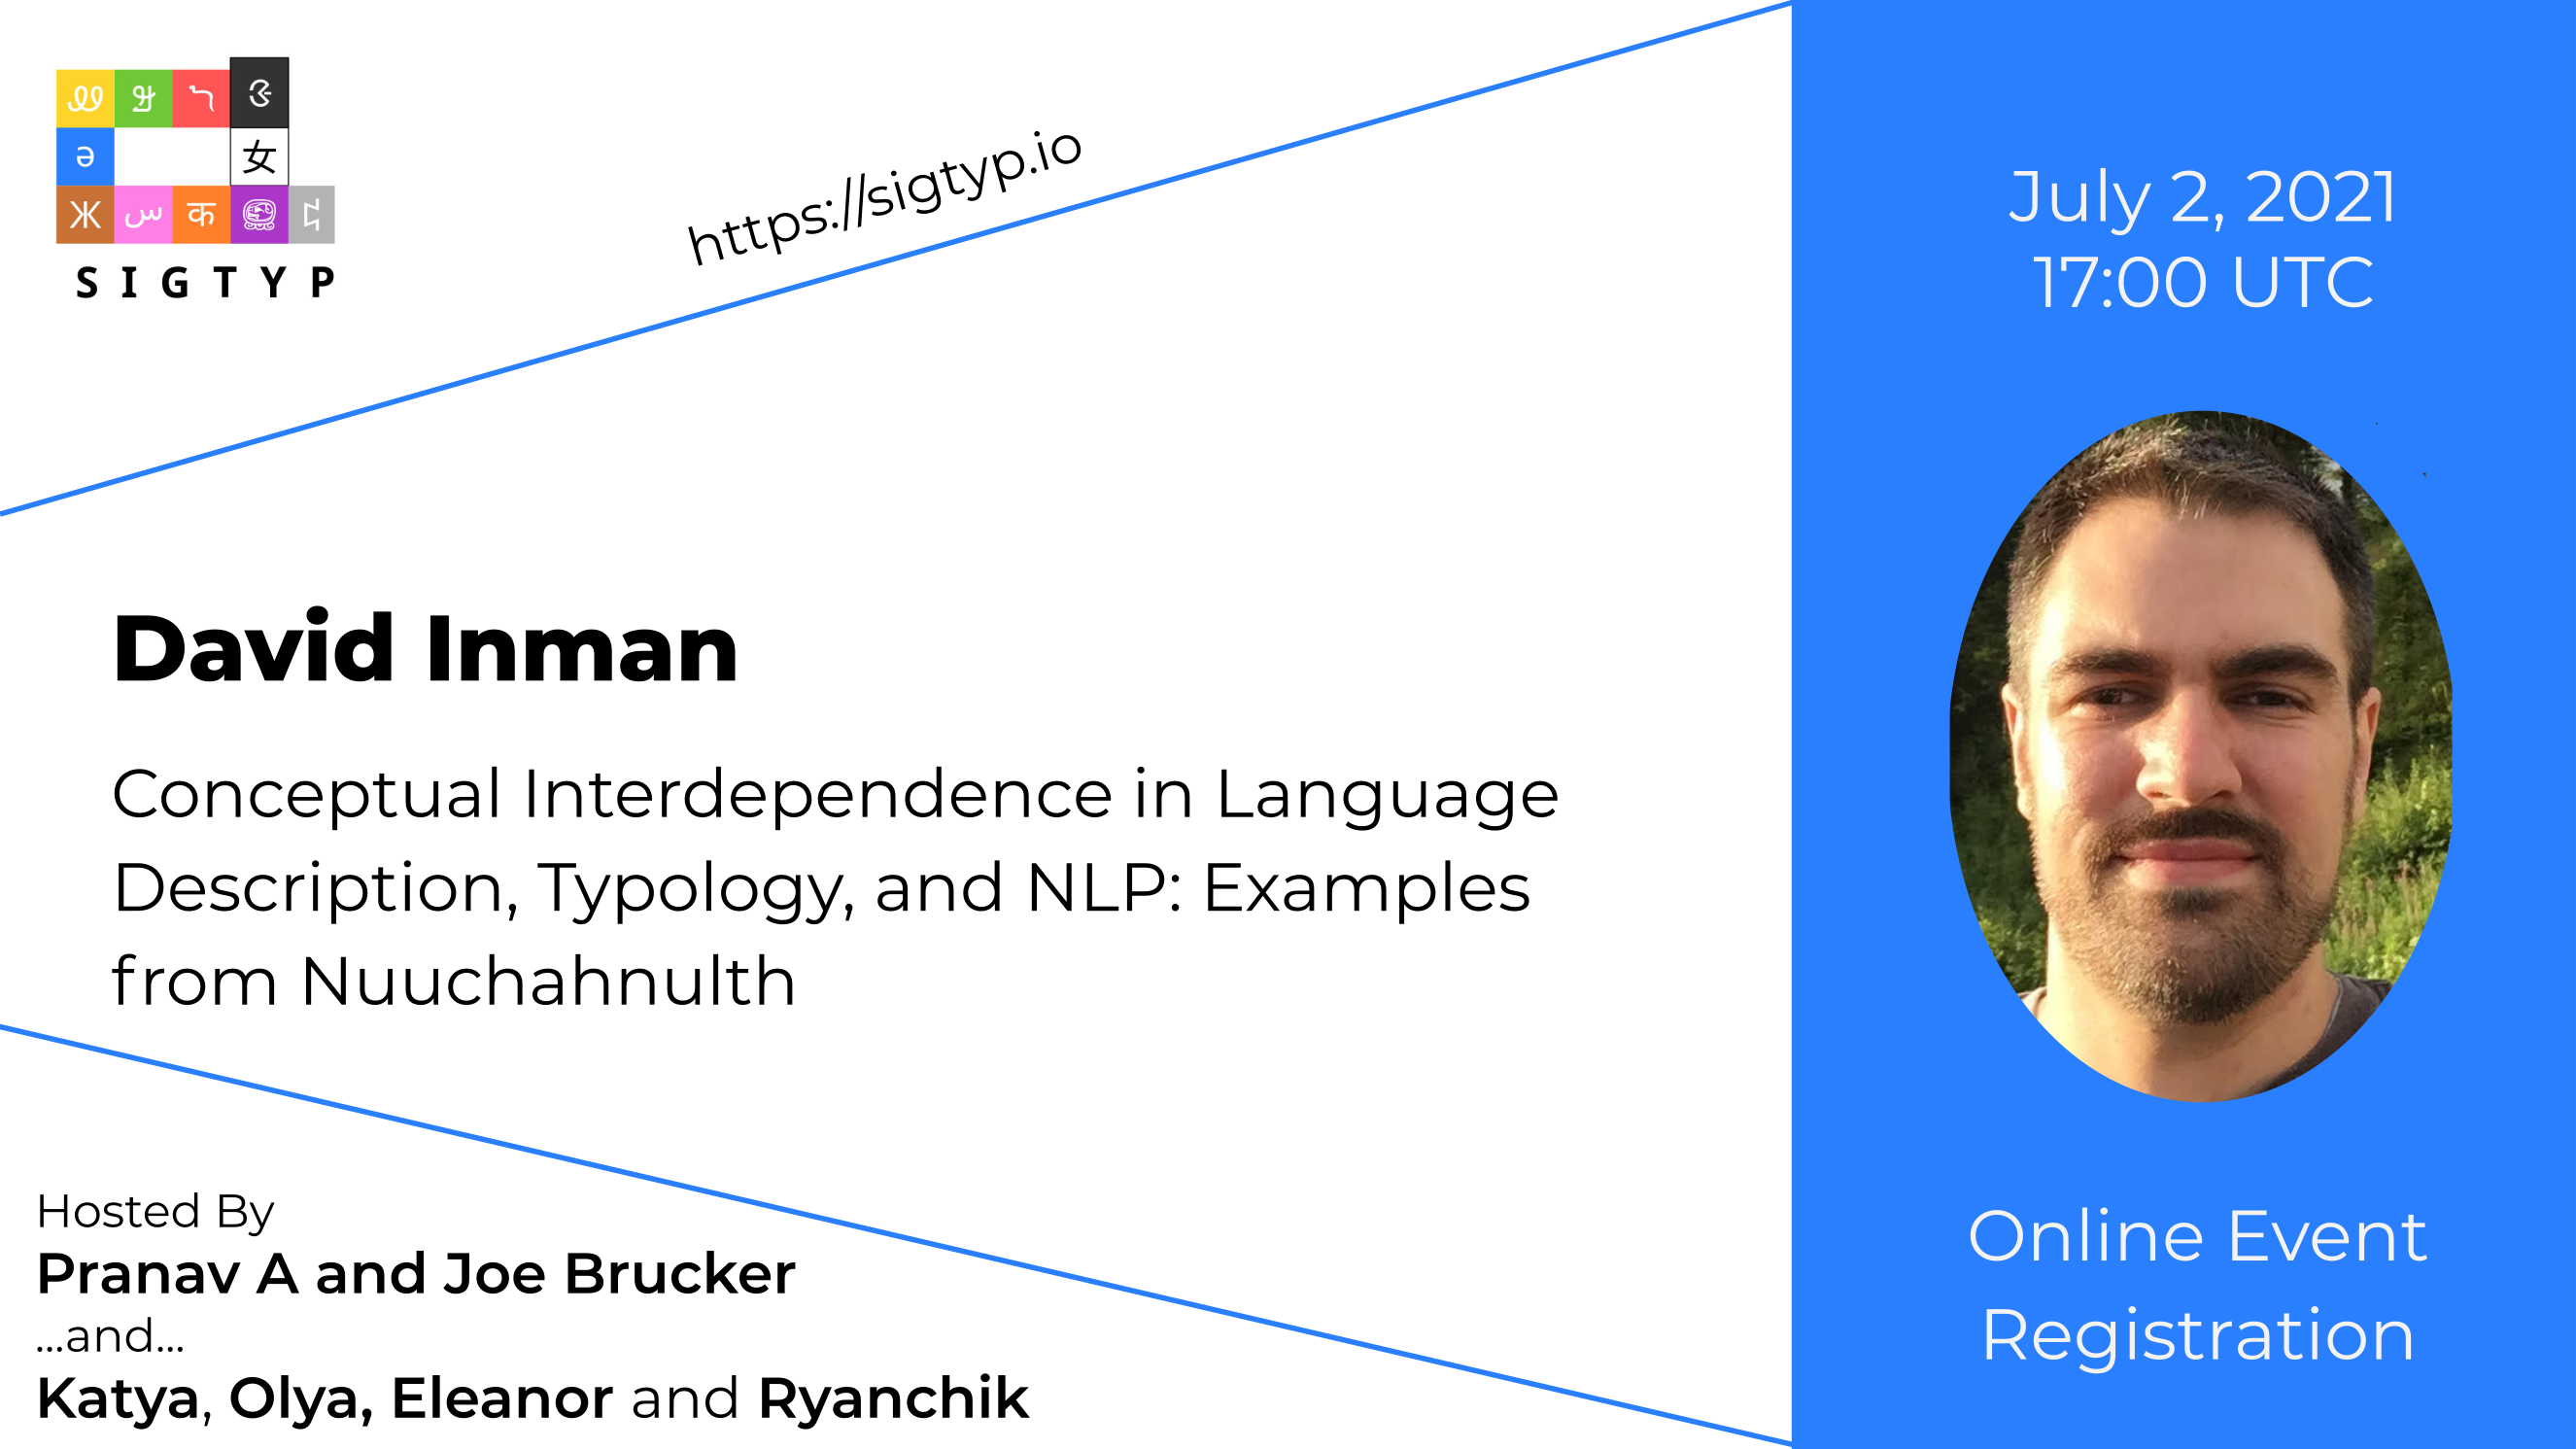 ə 女
Ж س क
S I G T Y P
https://sigtyp.io
July 2, 2021
17:00 UTC
David Inman
Conceptual Interdependence in Language
Description, Typology, and NLP: Examples
from Nuuchahnulth
Hosted By
Pranav A and Joe Brucker
...and...
Katya, Olya, Eleanor and Ryanchik
Online Event
Registration